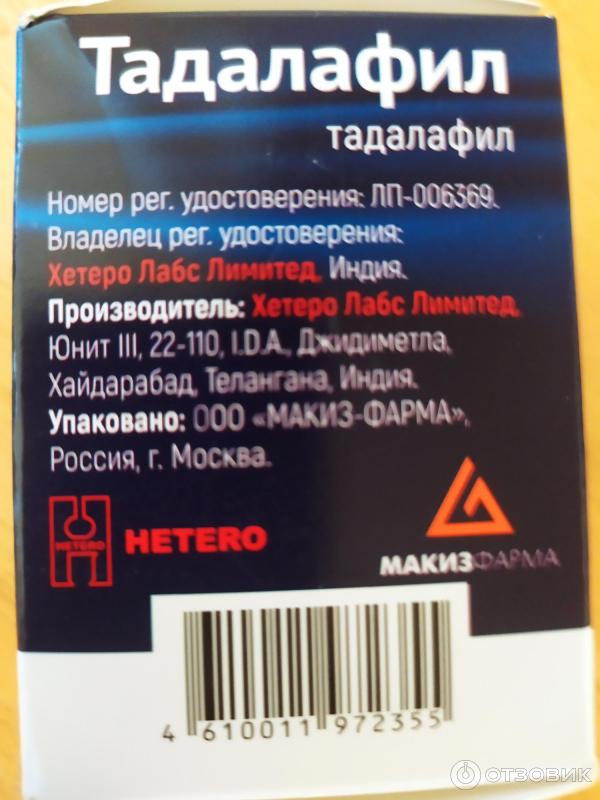 Тадалафил
тадалафил
Номер рег. удостоверения: ЛП-006369.
Владелец рег. удостоверения:
Хетеро Лабс Лимитед, Индия.
Производитель: Хетеро Лабс Лимитед,
Юнит III, 22-110, I.D.A., Джидиметла,
Хайдарабад, Телангана, Индия.
Упаковано: ООО «МАКИЗ-ФАРМА»,
Россия, г. Москва.
HETERO
HETERO
МАКИЗФАРМА
4 610011 972355
ОТЗОВИК